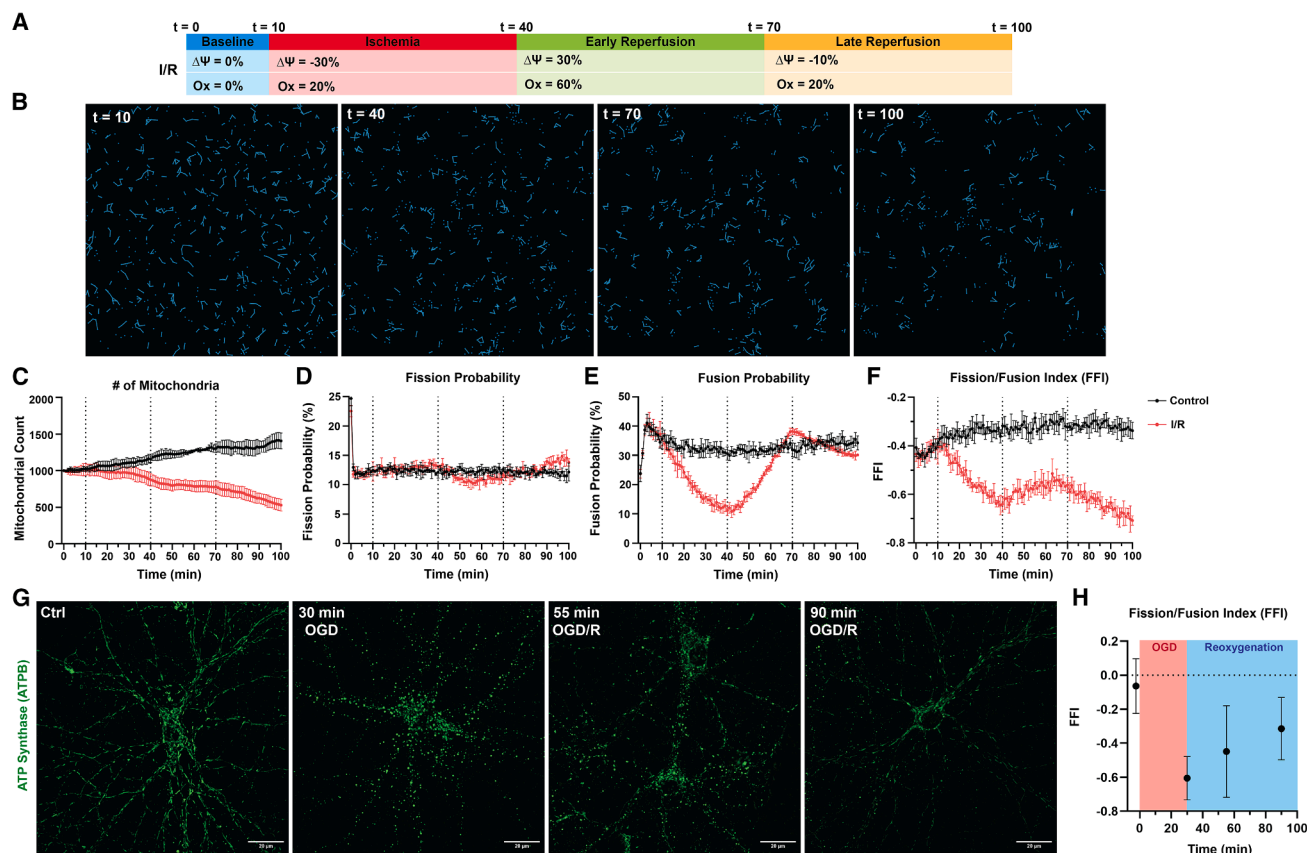 A
t = 0 t = 10 t = 40 t = 70 t = 100
Baseline Ischemia Early Reperfusion Late Reperfusion
I/R
ΔΨ = 0% ΔΨ = -30% ΔΨ = 30% ΔΨ = -10%
Ox = 0% Ox = 20% Ox = 60% Ox = 20%
B
t = 10 t = 40 t = 70 t = 100
C
# of Mitochondria
Mitochondrial Count
2000
1500
1000
500
0
0 10 20 30 40 50 60 70 80 90 100
Time (min)
D
Fission Probability
Fission Probability (%)
25
20
15
10
5
0
0 10 20 30 40 50 60 70 80 90 100
Time (min)
E
Fusion Probability
Fusion Probability (%)
50
40
30
20
10
0
0 10 20 30 40 50 60 70 80 90 100
Time (min)
F
Fission/Fusion Index (FFI)
FFI
-0.2
-0.4
-0.6
-0.8
0 10 20 30 40 50 60 70 80 90 100
Time (min)
Control
I/R
G
ATP Synthase (ATPB)
Ctrl
30 min
OGD
55 min
OGD/R
90 min
OGD/R
20 μm 20 μm 20 μm 20 μm
H
Fission/Fusion Index (FFI)
OGD Reoxygenation
FFI
0.2
0.0
-0.2
-0.4
-0.6
-0.8
0 20 40 60 80 100
Time (min)